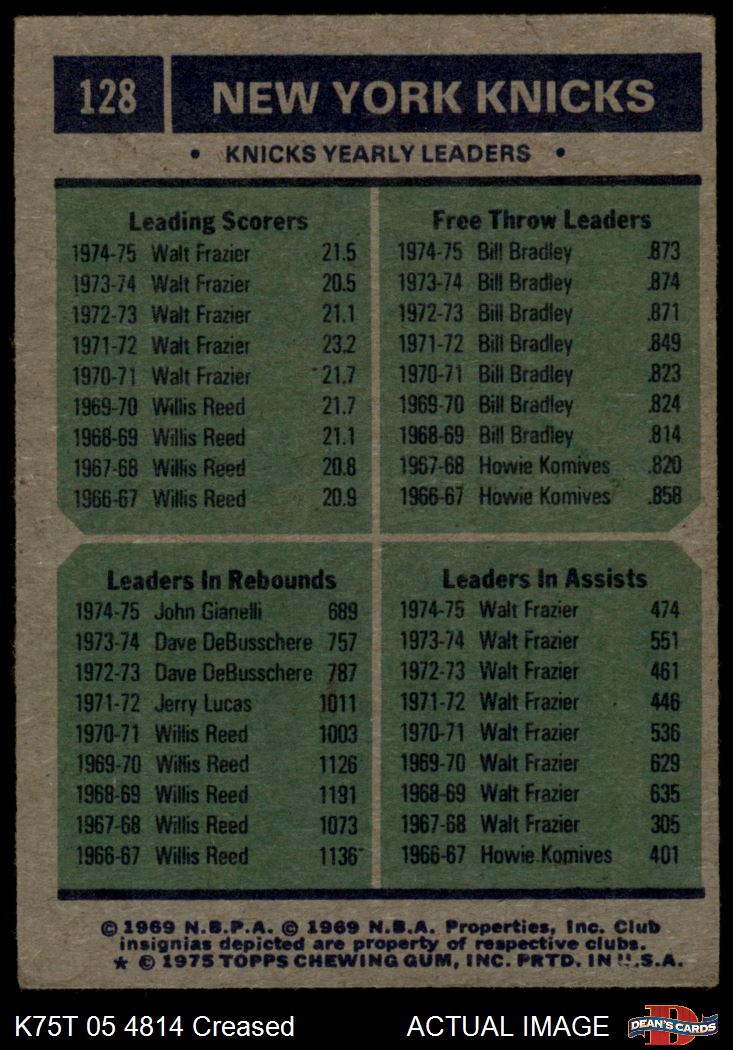 128 NEW YORK KNICKS
• KNICKS YEARLY LEADERS •
Leading Scorers
1974-75 Walt Frazier 21.5
1973-74 Walt Frazier 20.5
1972-73 Walt Frazier 21.1
1971-72 Walt Frazier 23.2
1970-71 Walt Frazier 21.7
1969-70 Willis Reed 21.7
1968-69 Willis Reed 21.1
1967-68 Willis Reed 20.8
1966-67 Willis Reed 20.9
Free Throw Leaders
1974-75 Bill Bradley .873
1973-74 Bill Bradley .874
1972-73 Bill Bradley .871
1971-72 Bill Bradley .849
1970-71 Bill Bradley .823
1969-70 Bill Bradley .824
1968-69 Bill Bradley .814
1967-68 Howie Komives .820
1966-67 Howie Komives .858
Leaders In Rebounds
1974-75 John Gianelli 689
1973-74 Dave DeBusschere 757
1972-73 Dave DeBusschere 787
1971-72 Jerry Lucas 1011
1970-71 Willis Reed 1003
1969-70 Willis Reed 1126
1968-69 Willis Reed 1191
1967-68 Willis Reed 1073
1966-67 Willis Reed 1136
Leaders In Assists
1974-75 Walt Frazier 474
1973-74 Walt Frazier 551
1972-73 Walt Frazier 461
1971-72 Walt Frazier 446
1970-71 Walt Frazier 536
1969-70 Walt Frazier 629
1968-69 Walt Frazier 635
1967-68 Walt Frazier 305
1966-67 Howie Komives 401
© 1969 N.B.P.A. © 1969 N.B.A. Properties, Inc. Club
insignias depicted are property of respective clubs.
★ © 1975 TOPPS CHEWING GUM, INC. PRTD. IN U.S.A.
K75T 05 4814 Creased ACTUAL IMAGE
D
DEAN'S CARDS